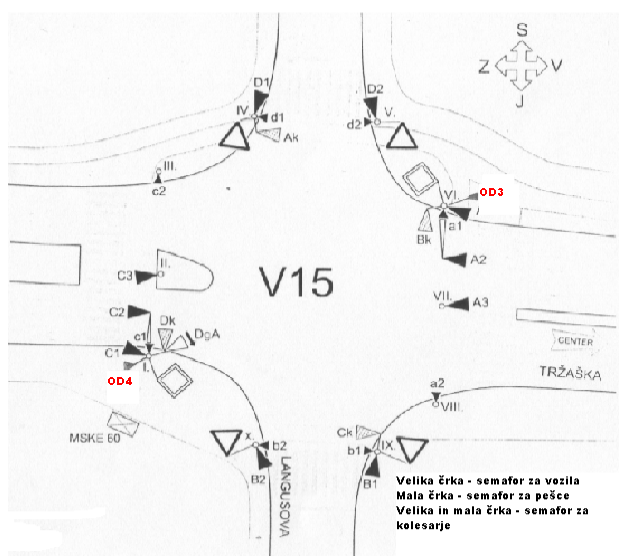 S
Z V
J
D1
D2
IV. d1
d2 V.
Ak
III.
c2
VI. OD3
a1
Bk
A2
C3 II.
V15
VII. A3
C2
Dk
DgA
c1
C1
II.
OD4
CENTER
TRŽAŠKA
a2
VIII.
MSKE 60
X. b2
B2
LANGUSOVA
Ck
IX.
b1
B1
Velika črka - semafor za vozila
Mala črka - semafor za pešce
Velika in mala črka - semafor za
kolesarje